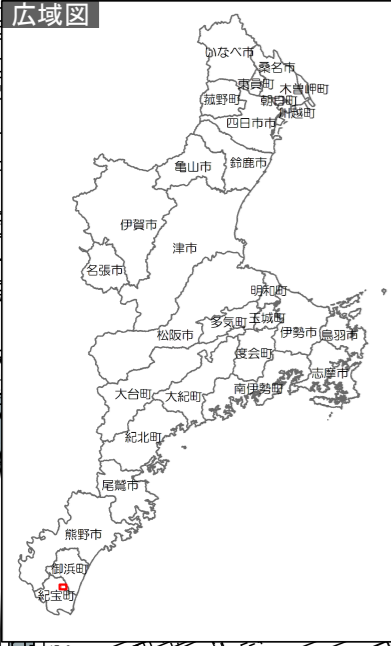 広域図
いなべ市
桑名市
東員町
木曽岬町
菰野町
朝日町
川越町
四日市市
亀山市
鈴鹿市
伊賀市
津市
名張市
明和町
多気町
玉城町
松阪市
伊勢市
鳥羽市
度会町
志摩市
大台町
大紀町
南伊勢町
紀北町
尾鷲市
熊野市
御浜町
紀宝町